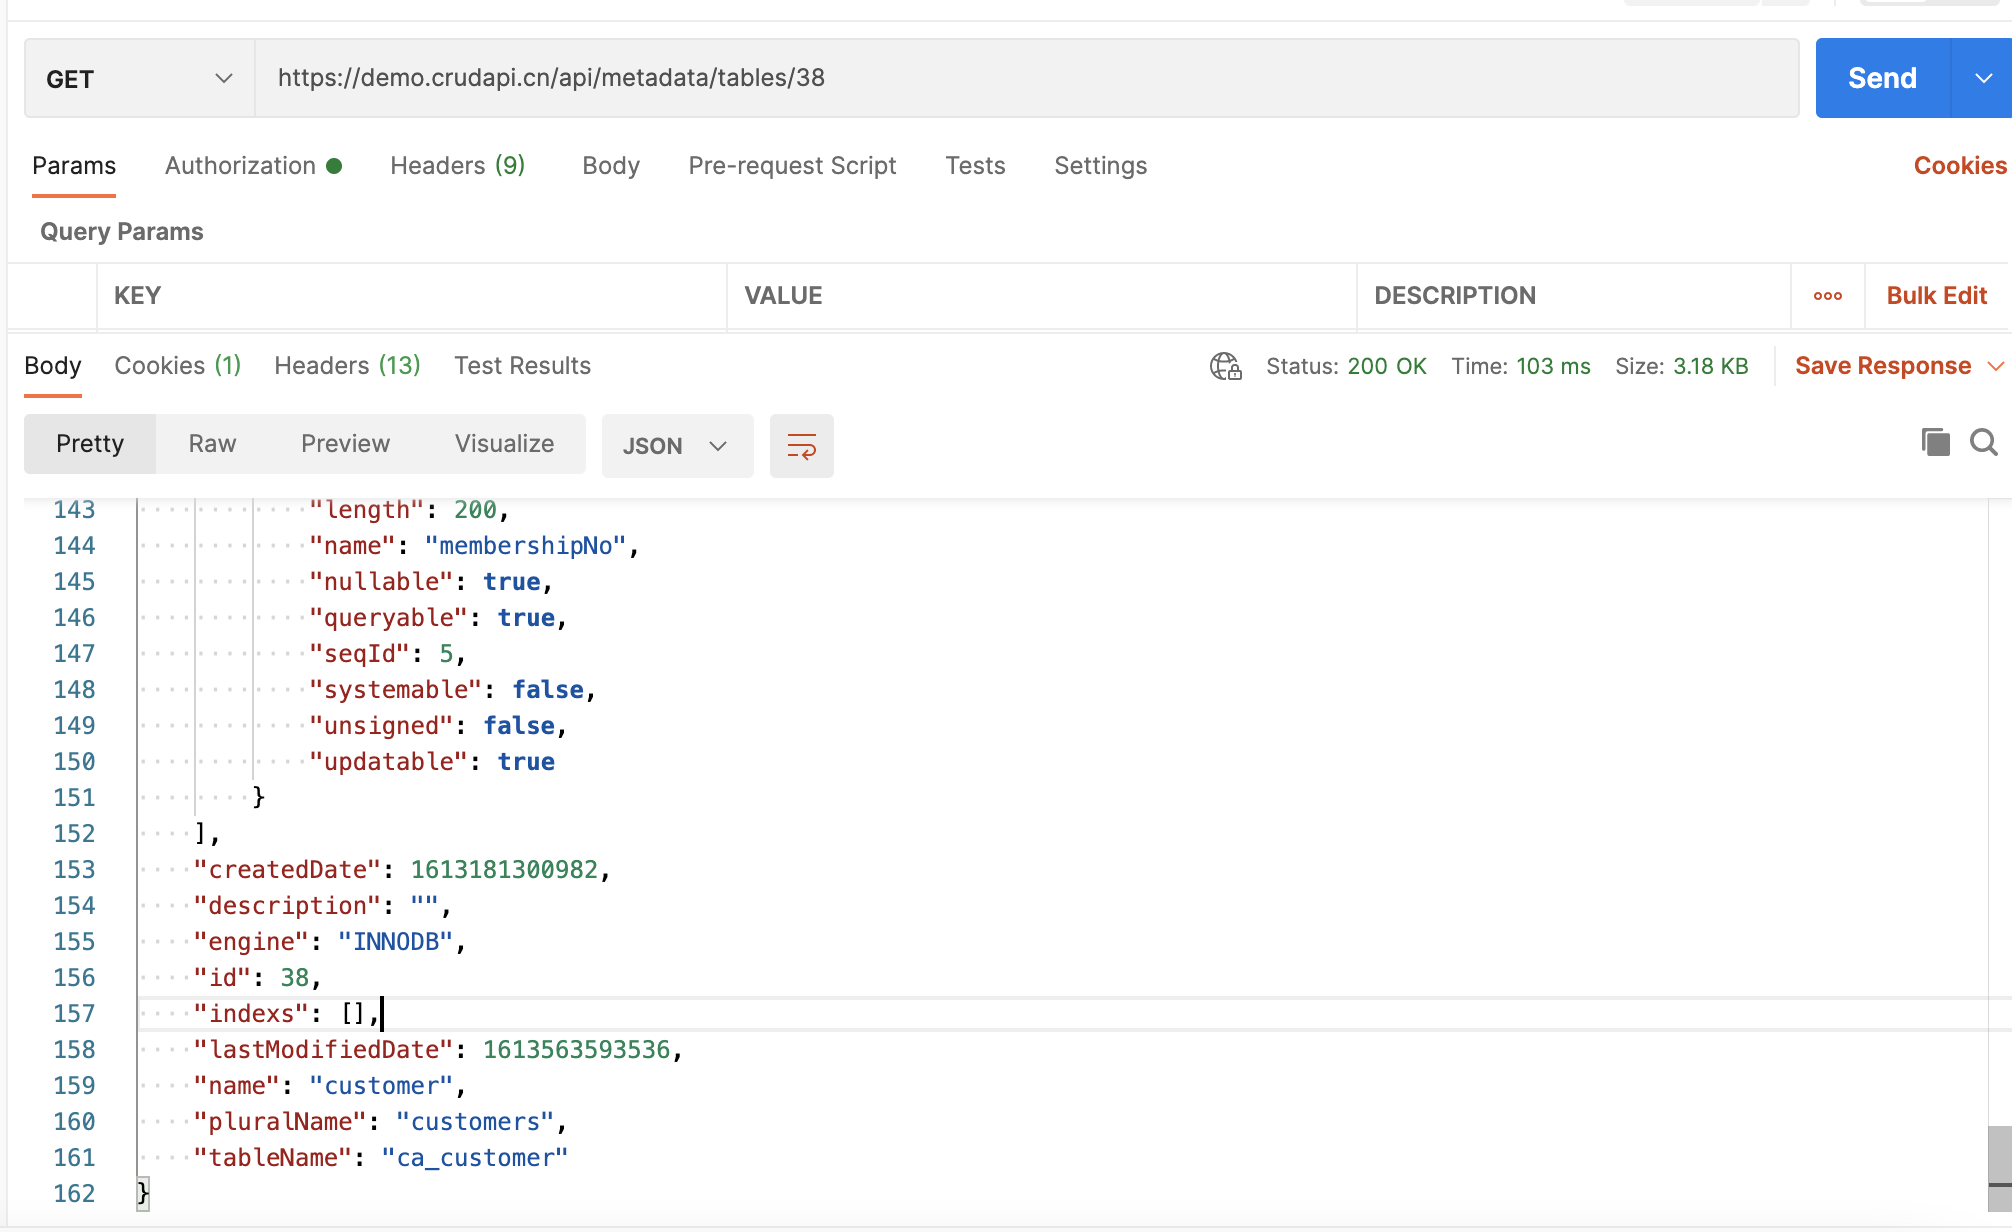 GET https://demo.crudapi.cn/api/metadata/tables/38 Send
Params Authorization Headers (9) Body Pre-request Script Tests Settings Cookies
Query Params
KEY VALUE DESCRIPTION ooo Bulk Edit
Body Cookies (1) Headers (13) Test Results Status: 200 OK Time: 103 ms Size: 3.18 KB Save Response
Pretty Raw Preview Visualize JSON
143 "length": 200,
144 "name": "membershipNo",
145 "nullable": true,
146 "queryable": true,
147 "seqId": 5,
148 "systemable": false,
149 "unsigned": false,
150 "updatable": true
151 }
152 ],
153 "createdDate": 1613181300982,
154 "description": "",
155 "engine": "INNODB",
156 "id": 38,
157 "indexs": [],
158 "lastModifiedDate": 1613563593536,
159 "name": "customer",
160 "pluralName": "customers",
161 "tableName": "ca_customer"
162 }